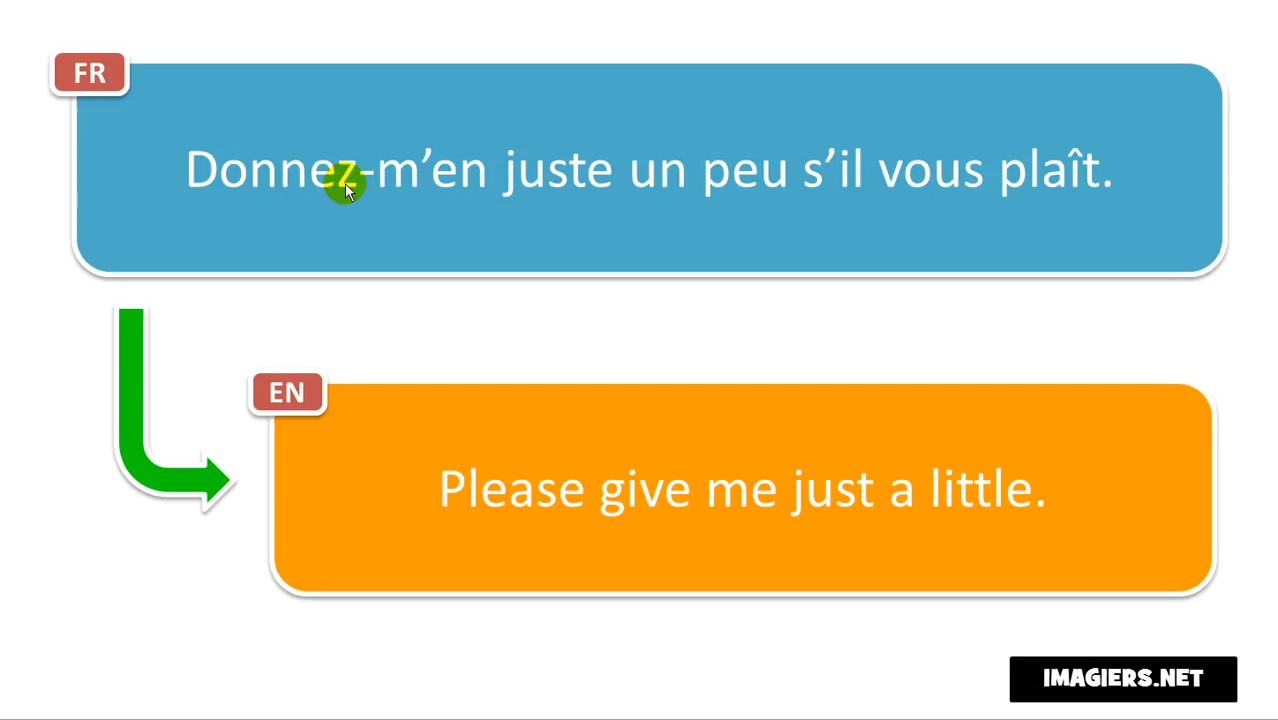 FR
Donnez-m’en juste un peu s’il vous plaît.
EN
Please give me just a little.
IMAGIERS.NET